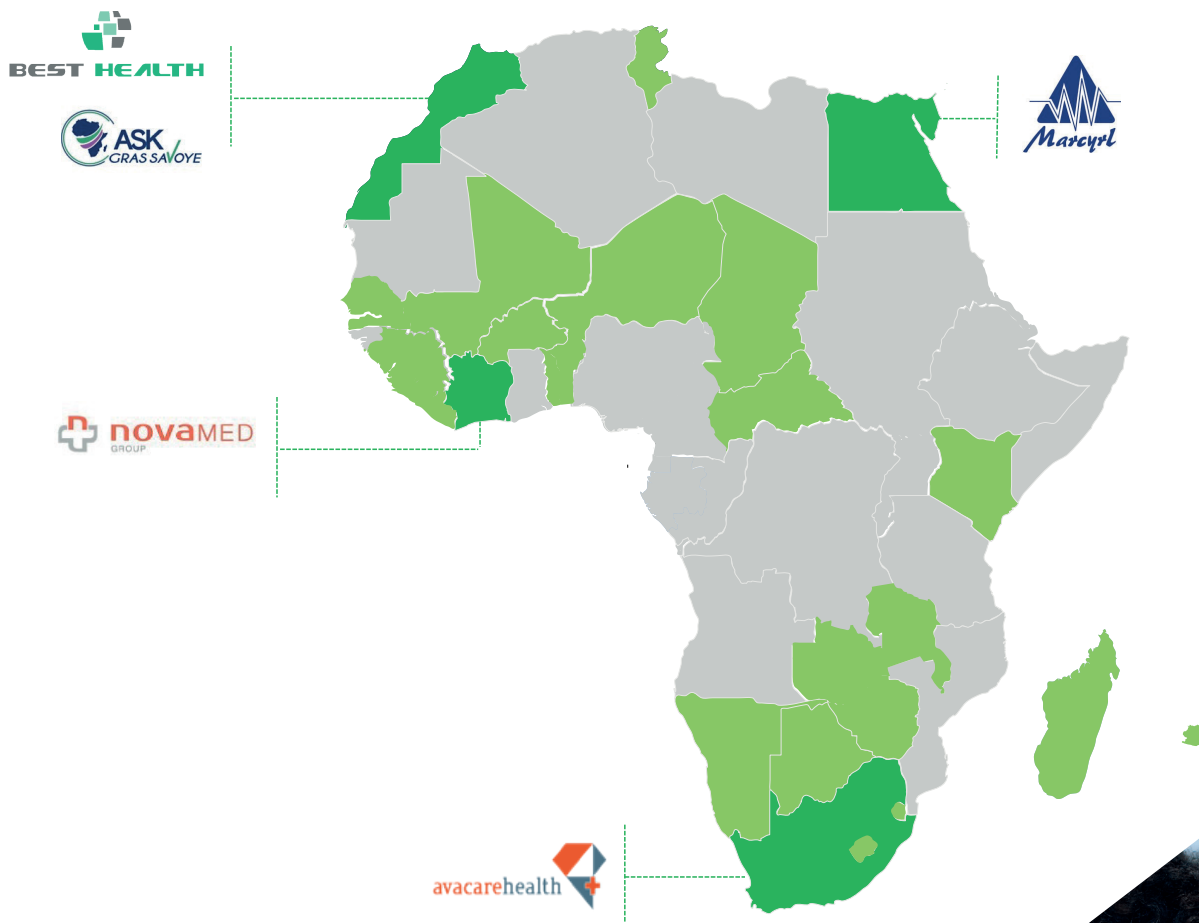 BEST HEALTH
ASK
GRAS SAVOYE
Marcyrl
novaMED
GROUP
avacarehealth